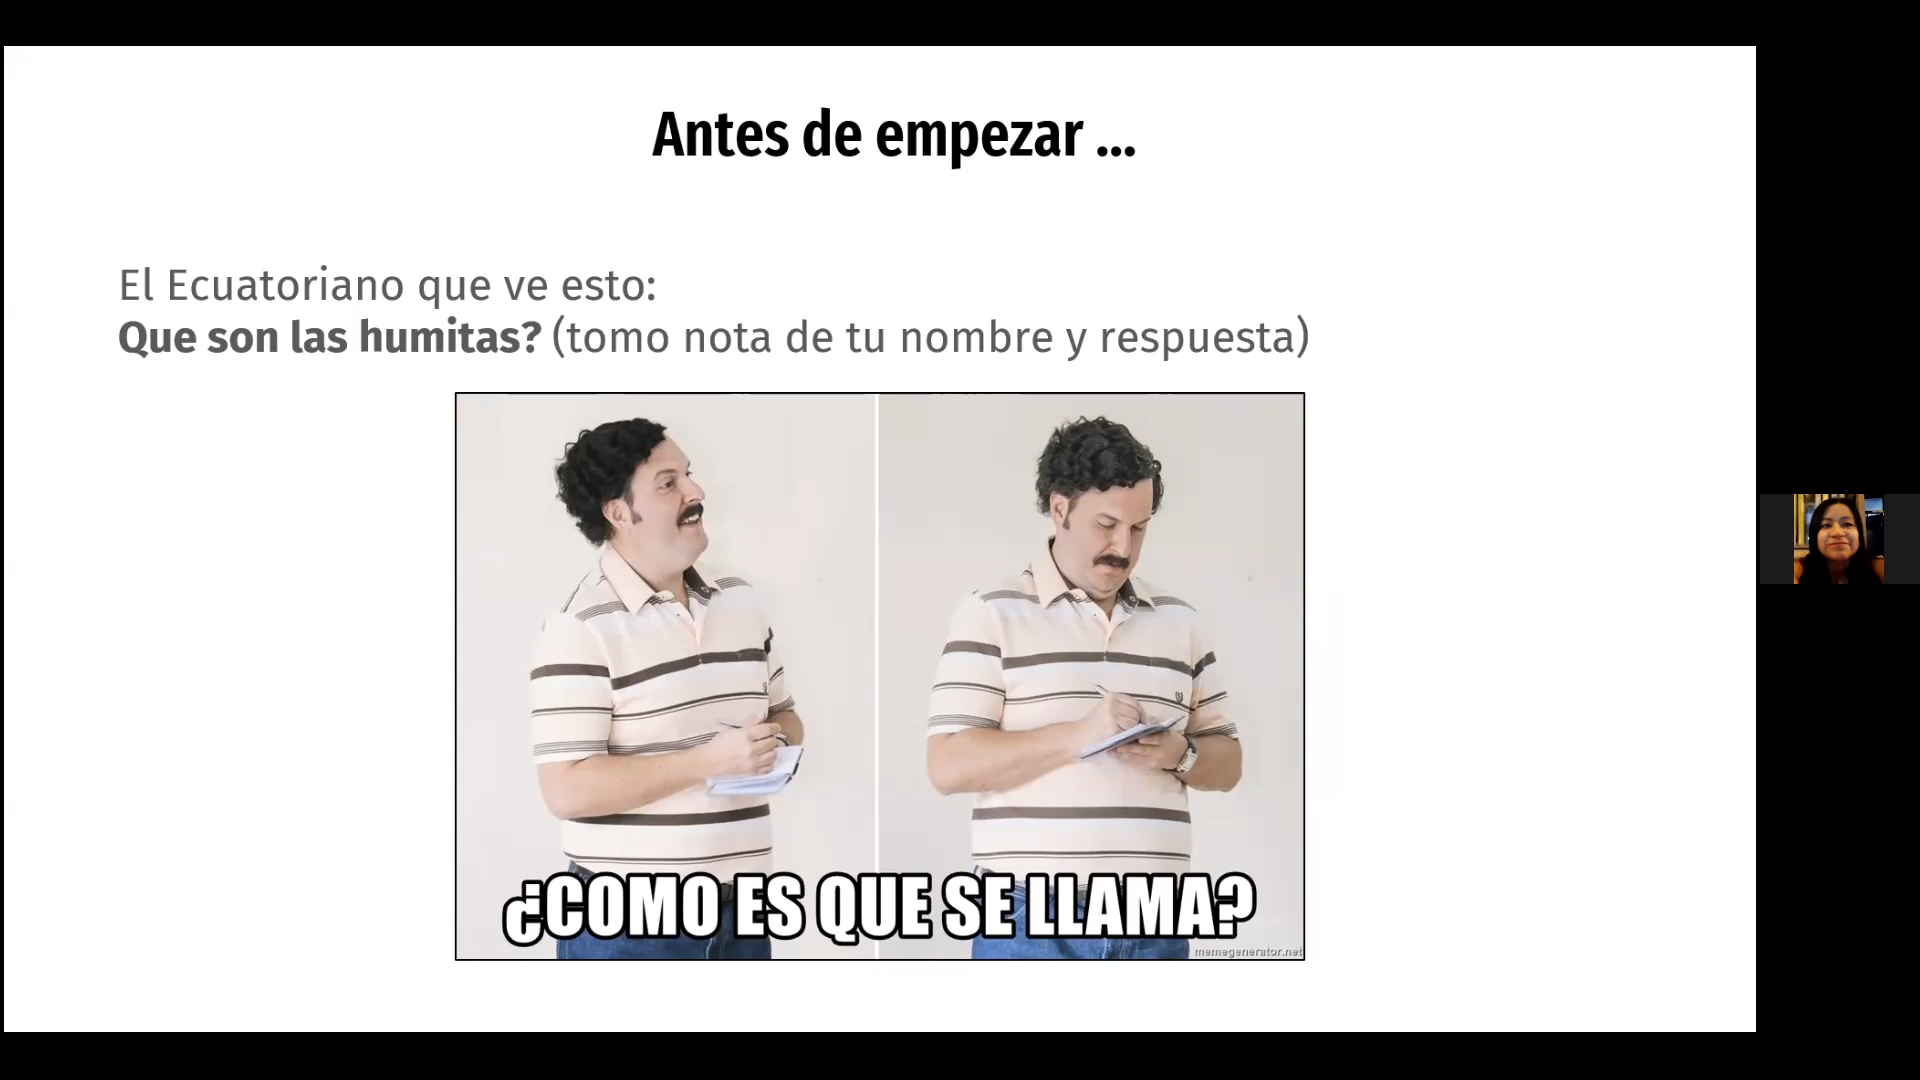 Antes de empezar ...
El Ecuatoriano que ve esto:
Que son las humitas? (tomo nota de tu nombre y respuesta)
¿COMO ES QUE SE LLAMA?
memegenerator.net